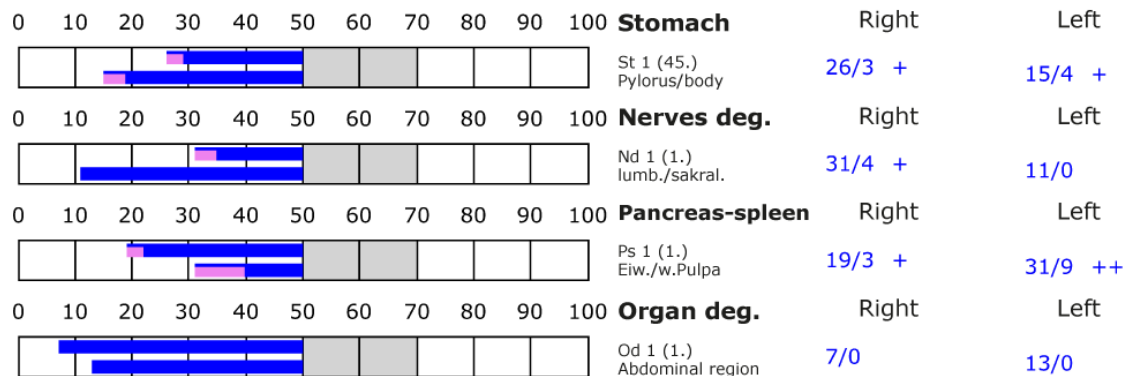 0 10 20 30 40 50 60 70 80 90 100 Stomach Right Left
St 1 (45.) 26/3 + 15/4 +
Pylorus/body
0 10 20 30 40 50 60 70 80 90 100 Nerves deg. Right Left
Nd 1 (1.) 31/4 + 11/0
lumb./sakral.
0 10 20 30 40 50 60 70 80 90 100 Pancreas-spleen Right Left
Ps 1 (1.) 19/3 + 31/9 ++
Eiw./w.Pulpa
0 10 20 30 40 50 60 70 80 90 100 Organ deg. Right Left
Od 1 (1.) 7/0 13/0
Abdominal region